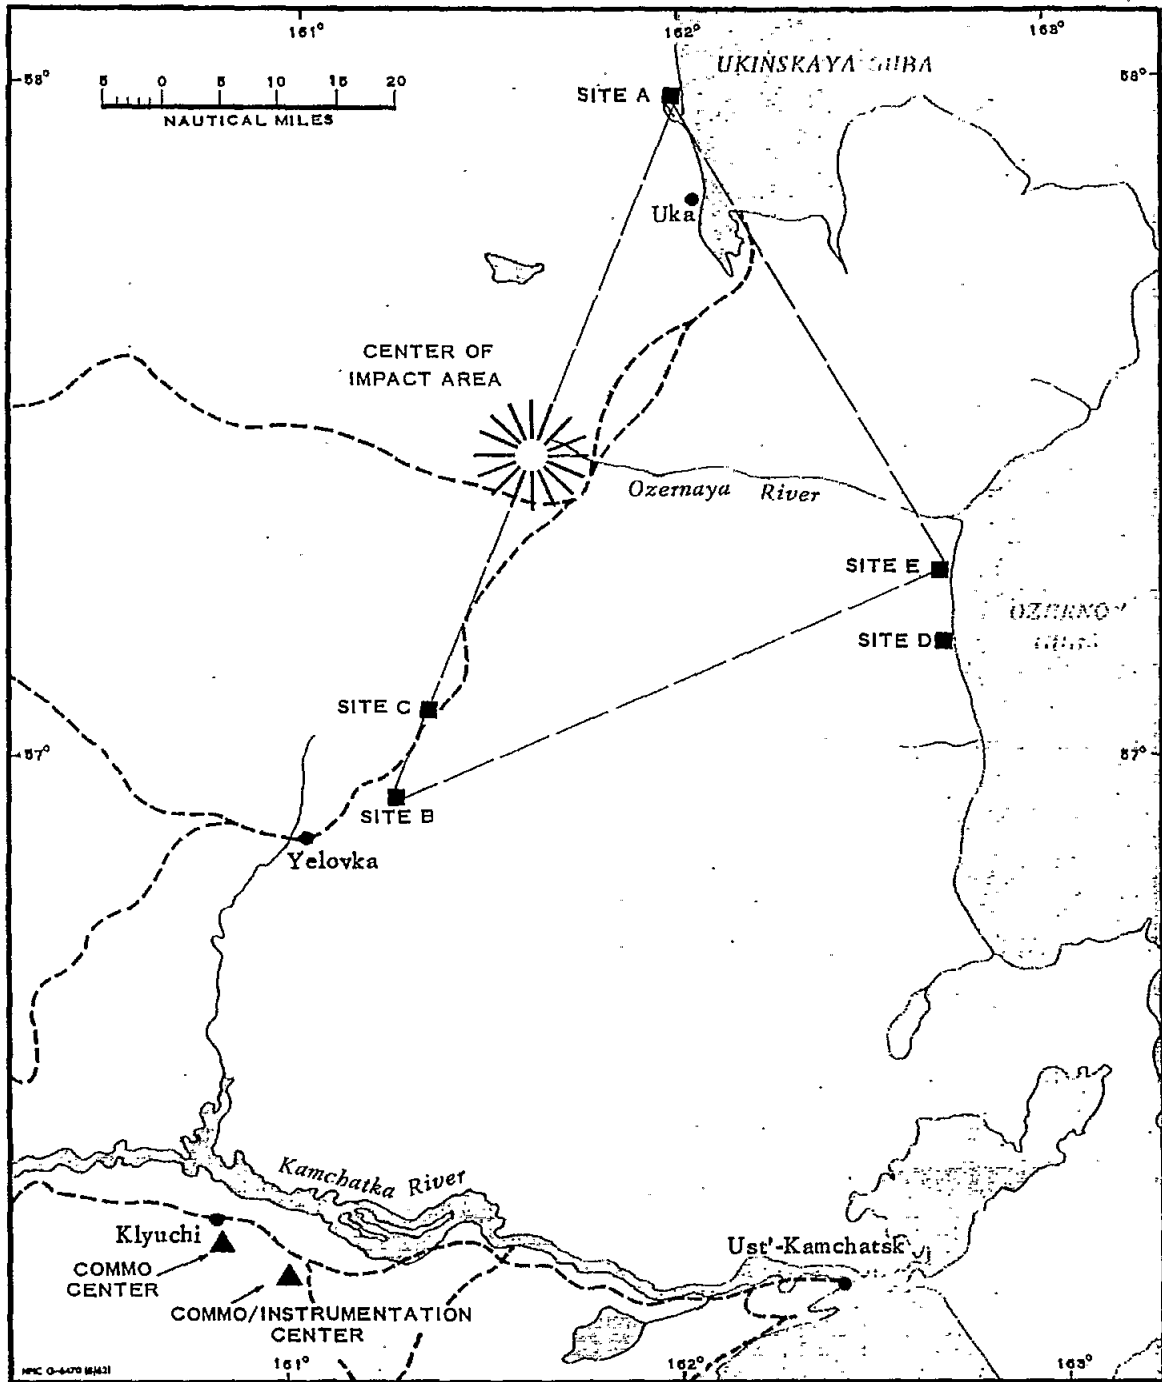 161°
162°
163°
58°
5 0 5 10 15 20
NAUTICAL MILES
SITE A
UKINSKAYA GUBA
58°
Uka
CENTER OF
IMPACT AREA
Ozernaya River
SITE E
SITE D
SITE C
57°
57°
SITE B
Yelovka
Kamchatka River
Klyuchi
COMMO
CENTER
COMMO/INSTRUMENTATION
CENTER
Ust'-Kamchatsk
161°
162°
163°